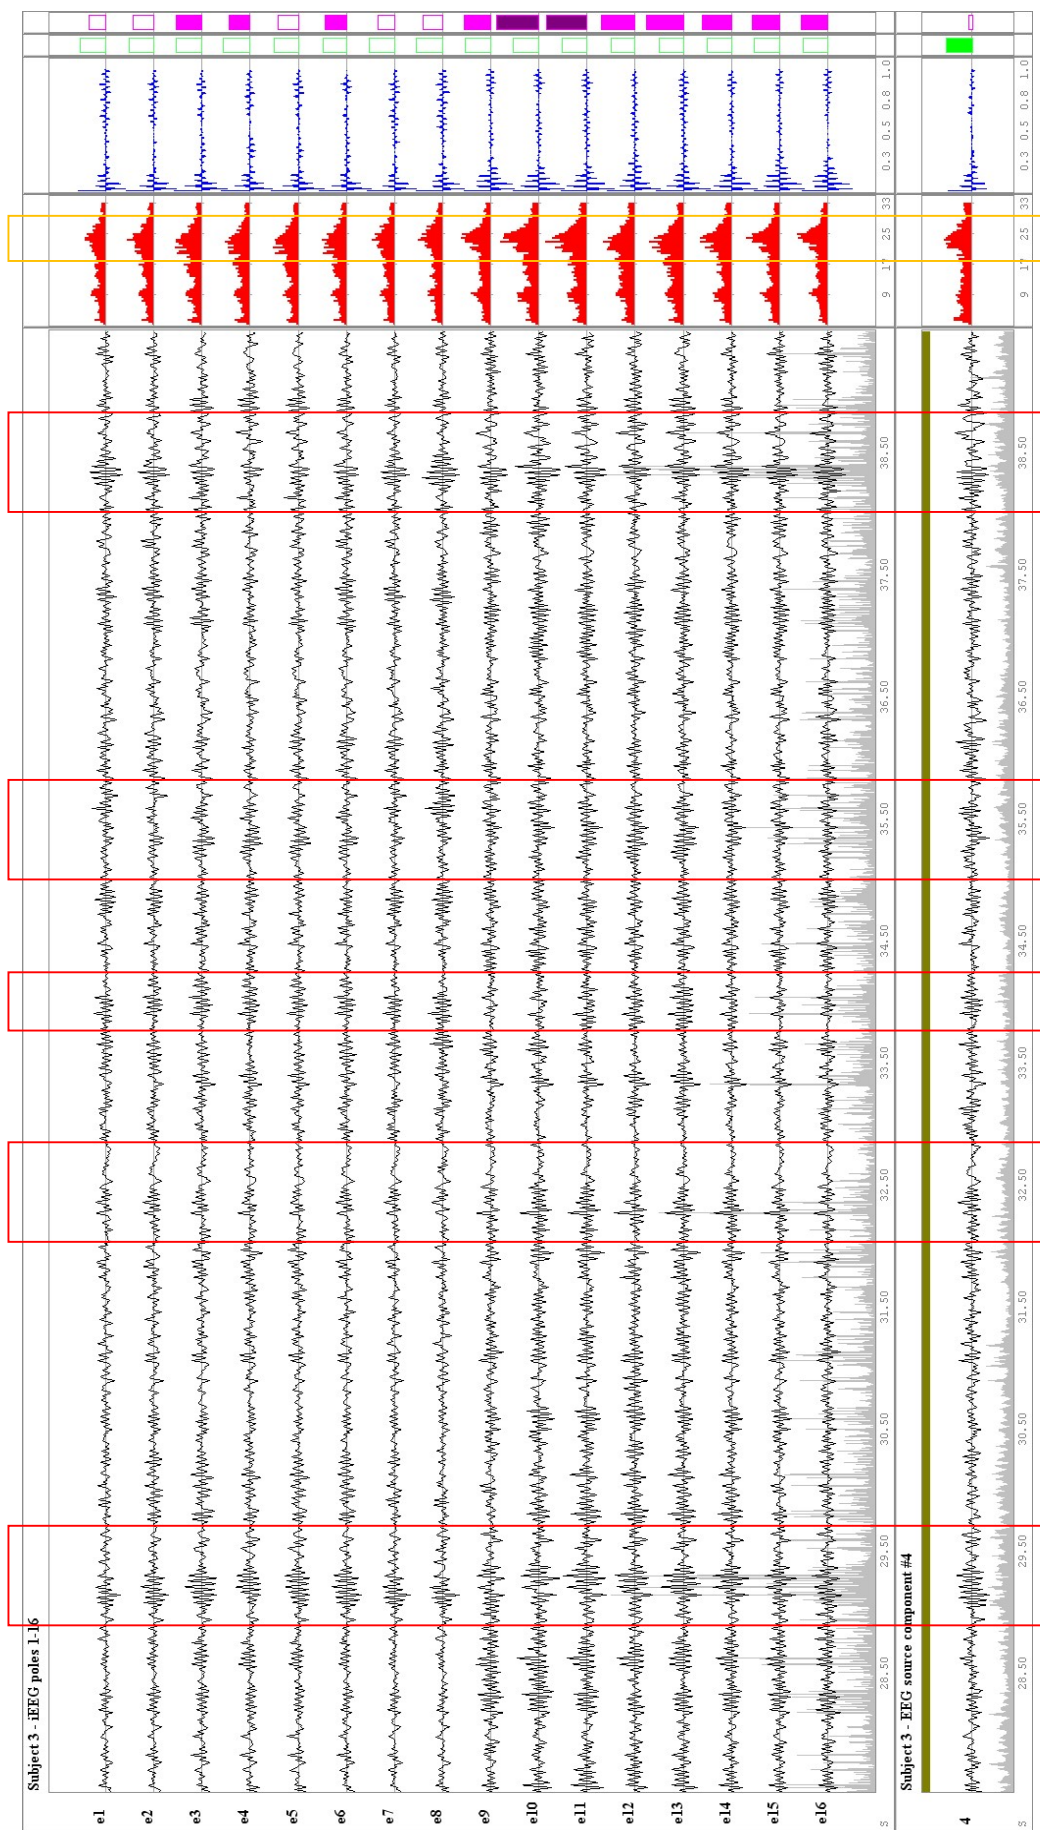 Subject 3 - iEEG poles 1-16
e1
e2
e3
e4
e5
e6
e7
e8
e9
e10
e11
e12
e13
e14
e15
e16
S 28.50 29.50 30.50 31.50 32.50 33.50 34.50 35.50 36.50 37.50 38.50 9 17 25 33 0.3 0.5 0.8 1.0
Subject 3 - EEG source component #4
4
S 28.50 29.50 30.50 31.50 32.50 33.50 34.50 35.50 36.50 37.50 38.50 9 17 25 33 0.3 0.5 0.8 1.0